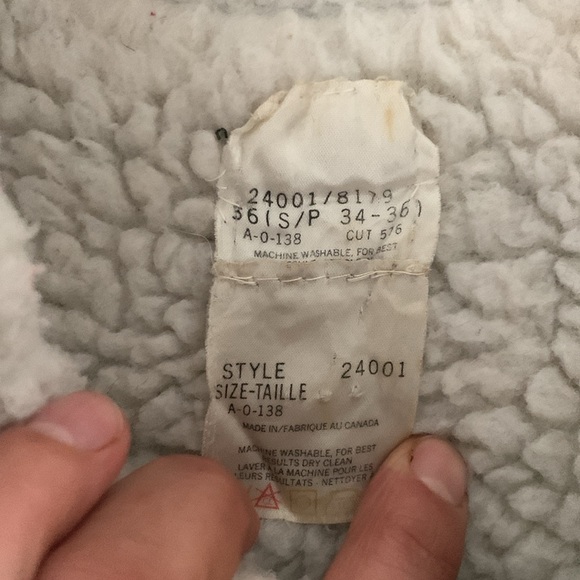 24001/8179
36(S/P 34-36)
A-0-138 CUT 576
MACHINE WASHABLE, FOR BEST
STYLE 24001
SIZE-TAILLE
A-0-138
MADE IN/FABRIQUE AU CANADA
MACHINE WASHABLE, FOR BEST
RESULTS DRY CLEAN
LAVER A LA MACHINE POUR LES
LEURS RESULTATS - NETTOYER A